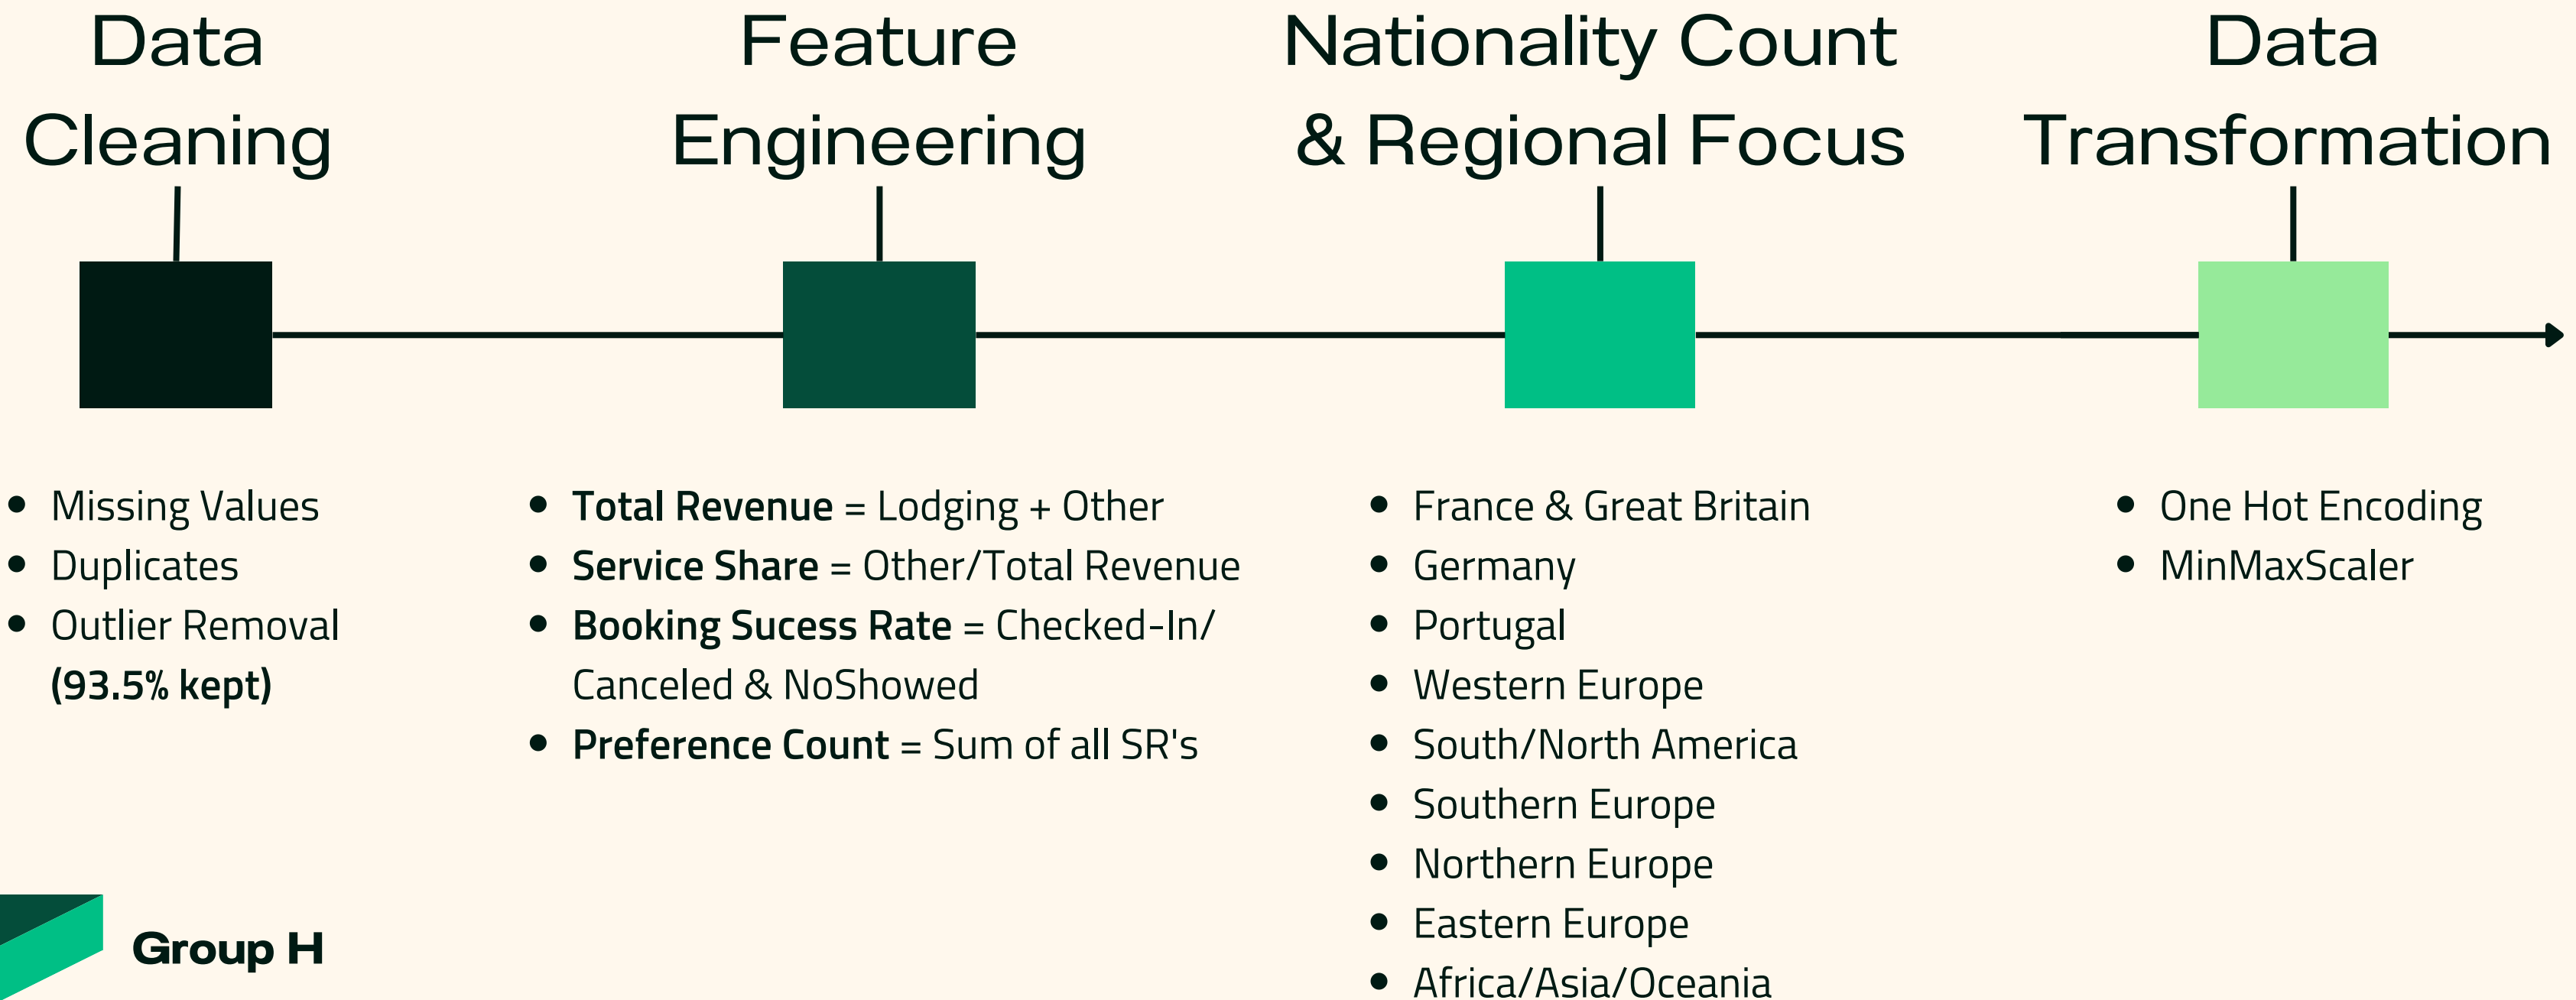 Data
Cleaning
Feature
Engineering
Nationality Count
& Regional Focus
Data
Transformation
• Missing Values
• Duplicates
• Outlier Removal
(93.5% kept)
• Total Revenue = Lodging + Other
• Service Share = Other/Total Revenue
• Booking Sucess Rate = Checked-In/
Canceled & NoShowed
• Preference Count = Sum of all SR's
• France & Great Britain
• Germany
• Portugal
• Western Europe
• South/North America
• Southern Europe
• Northern Europe
• Eastern Europe
• Africa/Asia/Oceania
• One Hot Encoding
• MinMaxScaler
Group H